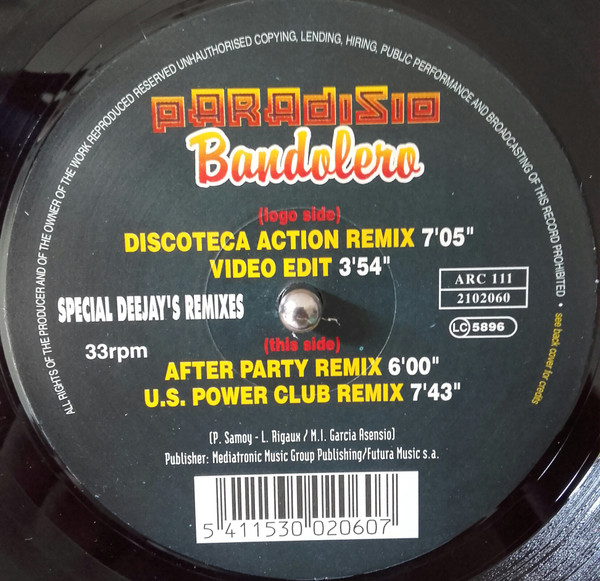 ALL RIGHTS OF THE PRODUCER AND OF THE OWNER OF THE WORK REPRODUCED RESERVED UNHAUTHORISED COPYING, LENDING, HIRING, PUBLIC PERFORMANCE AND BROADCASTING OF THIS RECORD PROHIBITED • see back cover for credits
PARAdiSio
Bandolero
(logo side)
DISCOTECA ACTION REMIX 7'05"
VIDEO EDIT 3'54"
ARC 111
2102060
LC 5896
SPECIAL DEEJAY'S REMIXES
33rpm
(this side)
AFTER PARTY REMIX 6'00"
U.S. POWER CLUB REMIX 7'43"
(P. Samoy - L. Rigaux / M.I. Garcia Asensio)
Publisher: Mediatronic Music Group Publishing/Futura Music s.a.
5 411530 020607